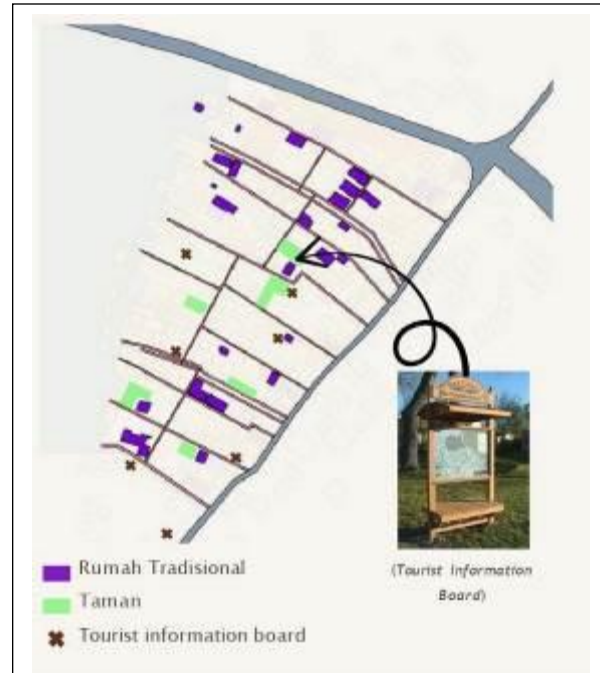 (Tourist Information
Board)
Rumah Tradisional
Taman
Tourist information board